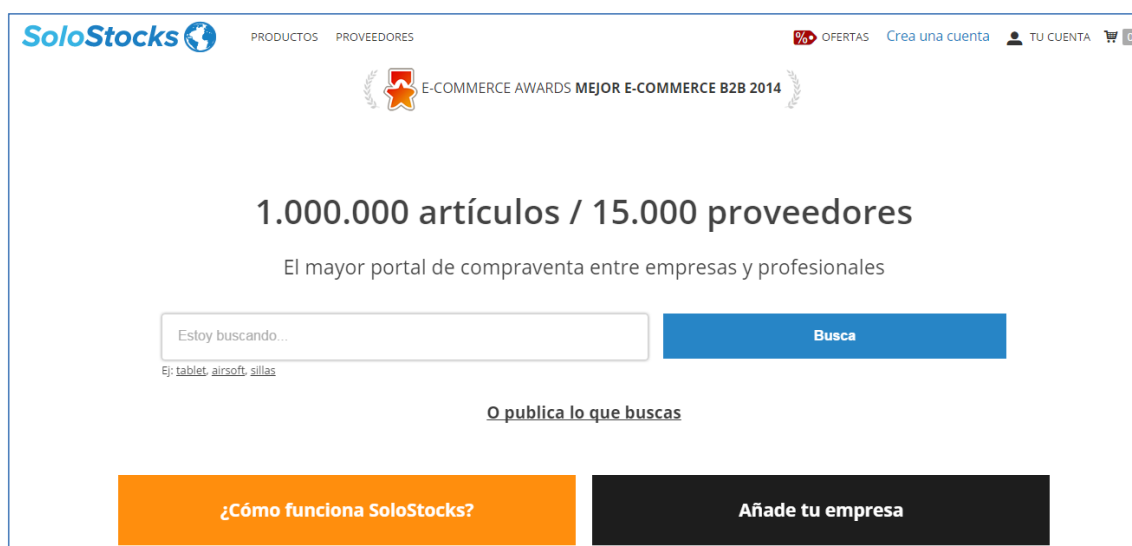 SoloStocks
PRODUCTOS PROVEEDORES
% OFERTAS Crea una cuenta TU CUENTA 0
E-COMMERCE AWARDS MEJOR E-COMMERCE B2B 2014
1.000.000 artículos / 15.000 proveedores
El mayor portal de compraventa entre empresas y profesionales
Estoy buscando...
Busca
Ej: tablet, airsoft, sillas
O publica lo que buscas
¿Cómo funciona SoloStocks?
Añade tu empresa